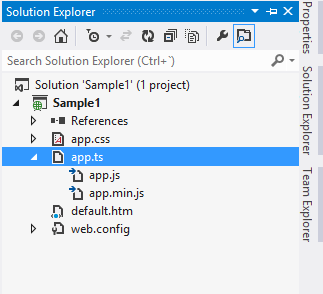 Solution Explorer
Search Solution Explorer (Ctrl+`)
Solution 'Sample1' (1 project)
Sample1
References
app.css
app.ts
app.js
app.min.js
default.htm
web.config
Properties
Solution Explorer
Team Explorer